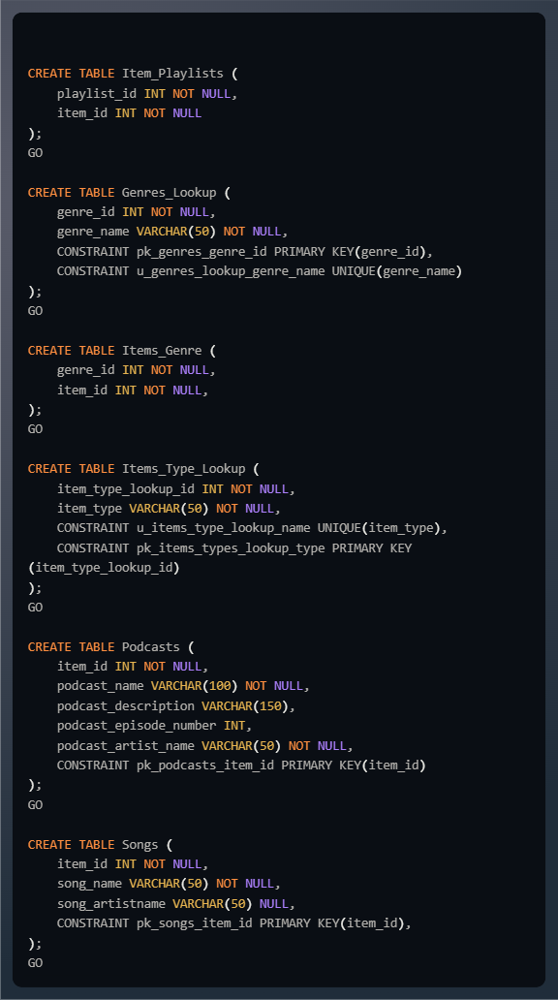 CREATE TABLE Item_Playlists (
    playlist_id INT NOT NULL,
    item_id INT NOT NULL
);
GO

CREATE TABLE Genres_Lookup (
    genre_id INT NOT NULL,
    genre_name VARCHAR(50) NOT NULL,
    CONSTRAINT pk_genres_genre_id PRIMARY KEY(genre_id),
    CONSTRAINT u_genres_lookup_genre_name UNIQUE(genre_name)
);
GO

CREATE TABLE Items_Genre (
    genre_id INT NOT NULL,
    item_id INT NOT NULL,
);
GO

CREATE TABLE Items_Type_Lookup (
    item_type_lookup_id INT NOT NULL,
    item_type VARCHAR(50) NOT NULL,
    CONSTRAINT u_items_type_lookup_name UNIQUE(item_type),
    CONSTRAINT pk_items_types_lookup_type PRIMARY KEY
(item_type_lookup_id)
);
GO

CREATE TABLE Podcasts (
    item_id INT NOT NULL,
    podcast_name VARCHAR(100) NOT NULL,
    podcast_description VARCHAR(150),
    podcast_episode_number INT,
    podcast_artist_name VARCHAR(50) NOT NULL,
    CONSTRAINT pk_podcasts_item_id PRIMARY KEY(item_id)
);
GO

CREATE TABLE Songs (
    item_id INT NOT NULL,
    song_name VARCHAR(50) NOT NULL,
    song_artistname VARCHAR(50) NULL,
    CONSTRAINT pk_songs_item_id PRIMARY KEY(item_id),
);
GO